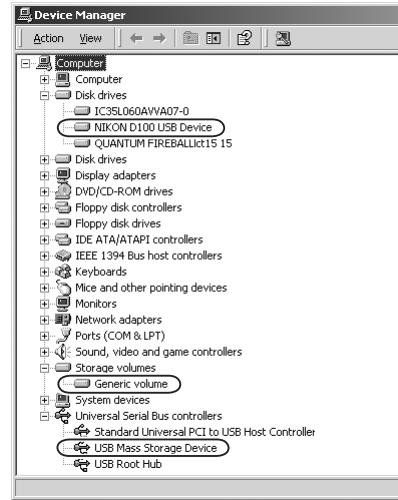 Device Manager
Action View
Computer
Computer
Disk drives
IC35L060AVVA07-0
NIKON D100 USB Device
QUANTUM FIREBALLlct15 15
Disk drives
Display adapters
DVD/CD-ROM drives
Floppy disk controllers
Floppy disk drives
IDE ATA/ATAPI controllers
IEEE 1394 Bus host controllers
Keyboards
Mice and other pointing devices
Monitors
Network adapters
Ports (COM & LPT)
Sound, video and game controllers
Storage volumes
Generic volume
System devices
Universal Serial Bus controllers
Standard Universal PCI to USB Host Controller
USB Mass Storage Device
USB Root Hub